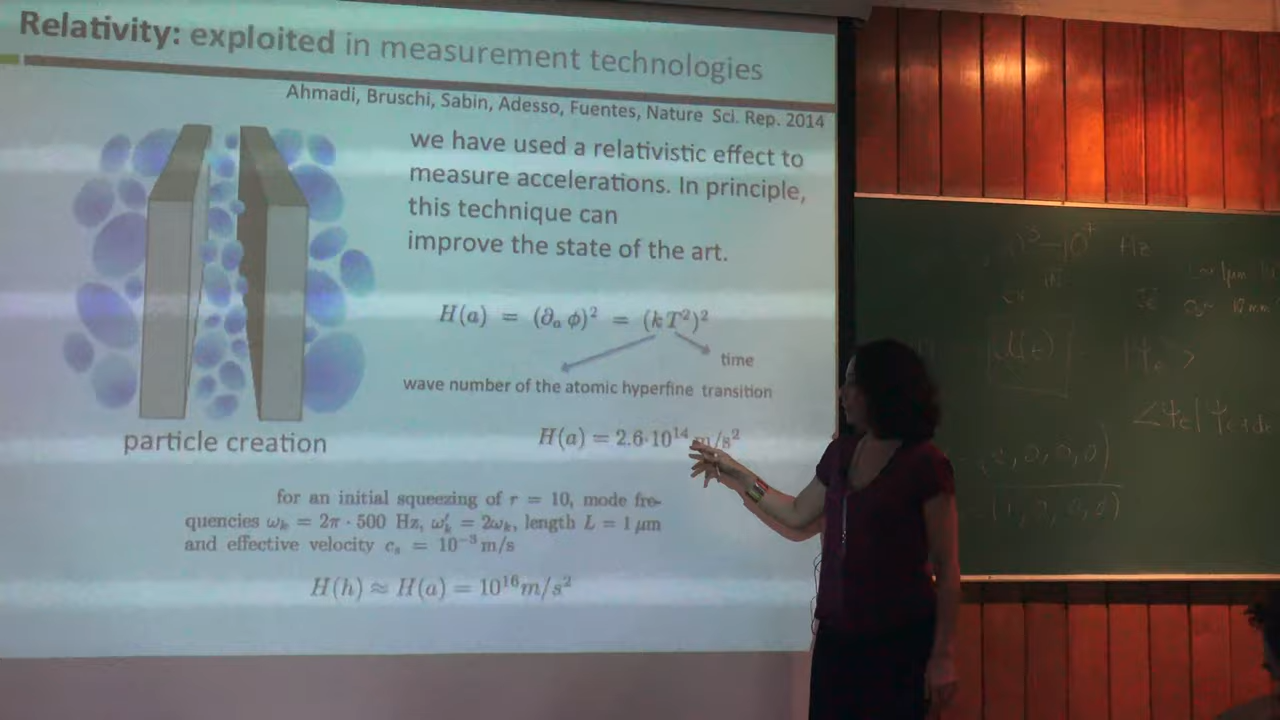 Relativity: exploited in measurement technologies
Ahmadi, Bruschi, Sabin, Adesso, Fuentes, Nature Sci. Rep. 2014
we have used a relativistic effect to
measure accelerations. In principle,
this technique can
improve the state of the art.
H(a) = (∂ₐ ϕ)² = (k T²)²
time
wave number of the atomic hyperfine transition
H(a) = 2.6·10¹⁴ m/s²
particle creation
for an initial squeezing of r = 10, mode fre-
quencies ωₖ = 2π · 500 Hz, ω′ₖ = 2ωₖ, length L = 1 μm
and effective velocity cₛ = 10⁻³ m/s
H(h) ≈ H(a) = 10¹⁶ m/s²
Hz